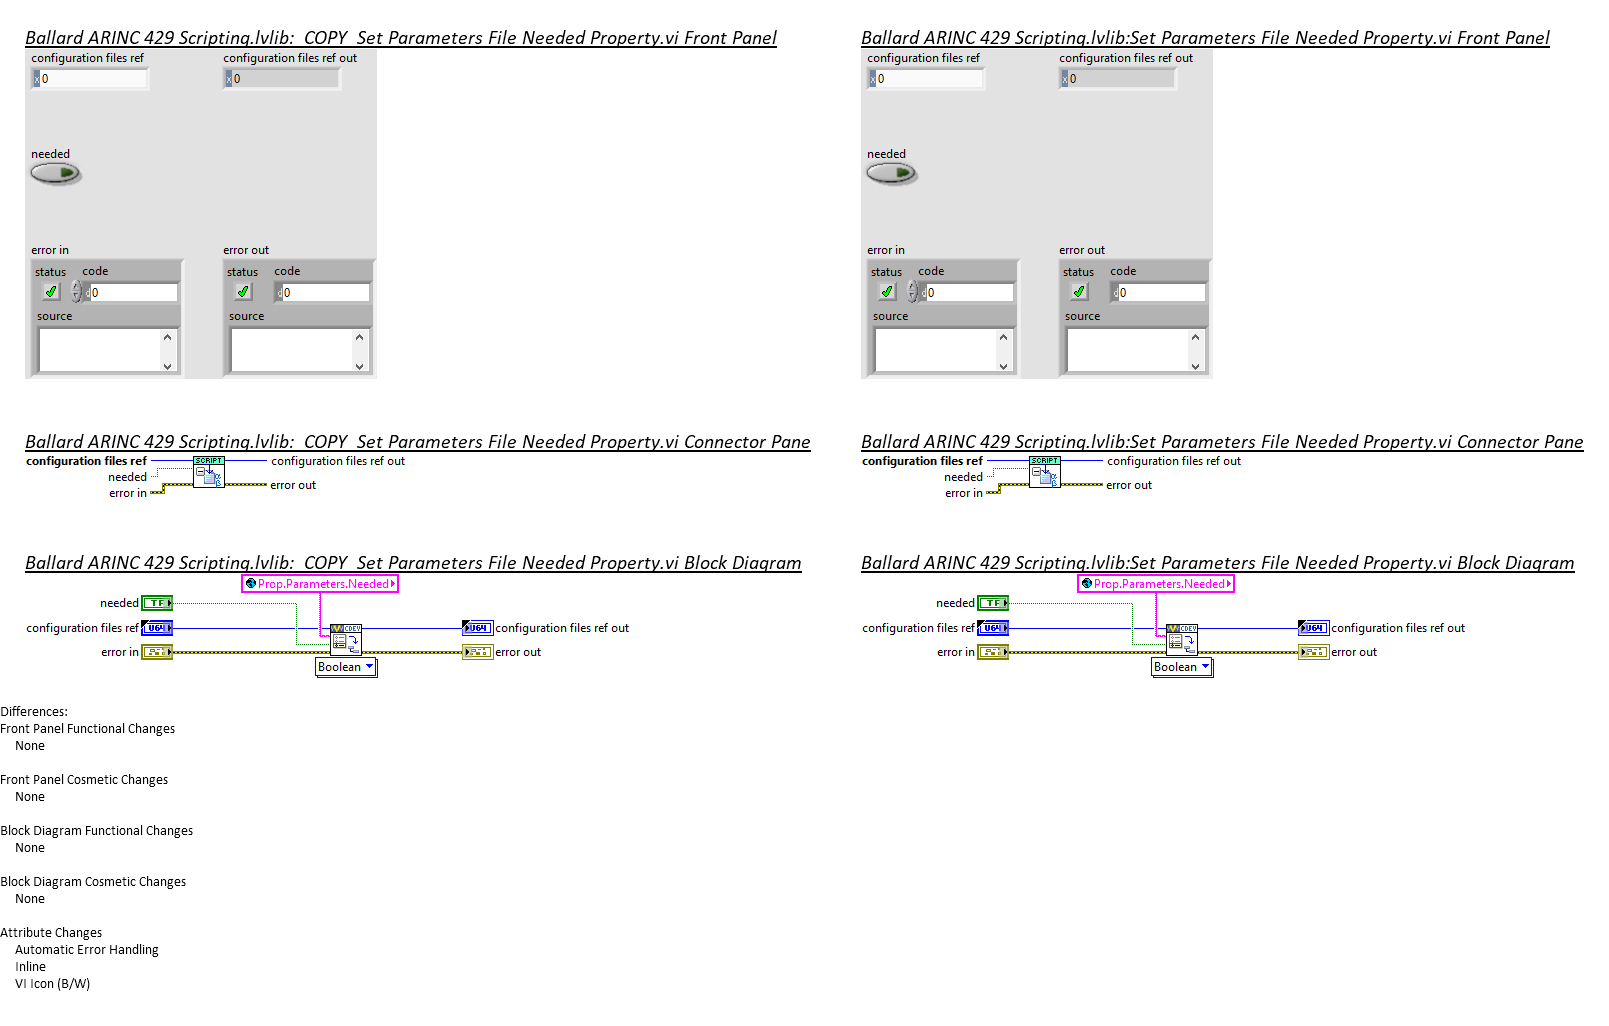 Ballard ARINC 429 Scripting.lvlib:  COPY  Set Parameters File Needed Property.vi Front Panel
configuration files ref
configuration files ref out
x 0
x 0
needed
error in
error out
status
code
status
code
d 0
d 0
source
source
Ballard ARINC 429 Scripting.lvlib:Set Parameters File Needed Property.vi Front Panel
configuration files ref
configuration files ref out
x 0
x 0
needed
error in
error out
status
code
status
code
d 0
d 0
source
source
Ballard ARINC 429 Scripting.lvlib:  COPY  Set Parameters File Needed Property.vi Connector Pane
configuration files ref
SCRIPT
configuration files ref out
needed
error in
error out
Ballard ARINC 429 Scripting.lvlib:Set Parameters File Needed Property.vi Connector Pane
configuration files ref
SCRIPT
configuration files ref out
needed
error in
error out
Ballard ARINC 429 Scripting.lvlib:  COPY  Set Parameters File Needed Property.vi Block Diagram
Prop.Parameters.Needed
needed
TF
configuration files ref
U64
CDEV
U64
configuration files ref out
error in
error out
Boolean
Ballard ARINC 429 Scripting.lvlib:Set Parameters File Needed Property.vi Block Diagram
Prop.Parameters.Needed
needed
TF
configuration files ref
U64
CDEV
U64
configuration files ref out
error in
error out
Boolean
Differences:
Front Panel Functional Changes
None
Front Panel Cosmetic Changes
None
Block Diagram Functional Changes
None
Block Diagram Cosmetic Changes
None
Attribute Changes
Automatic Error Handling
Inline
VI Icon (B/W)